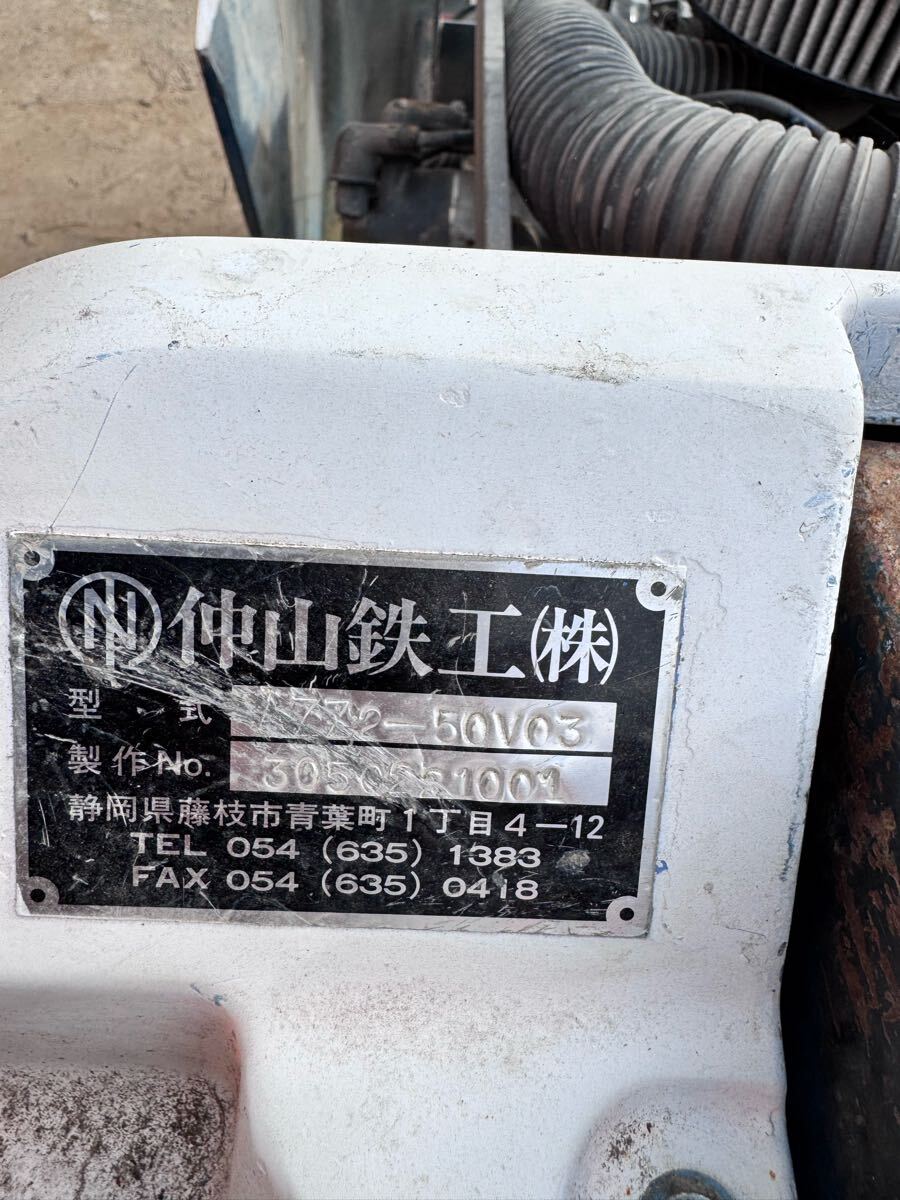 仲山鉄工㈱
型式 772-50V03
製作No.
静岡県藤枝市青葉町1丁目4-12
TEL 054 (635) 1383
FAX 054 (635) 0418